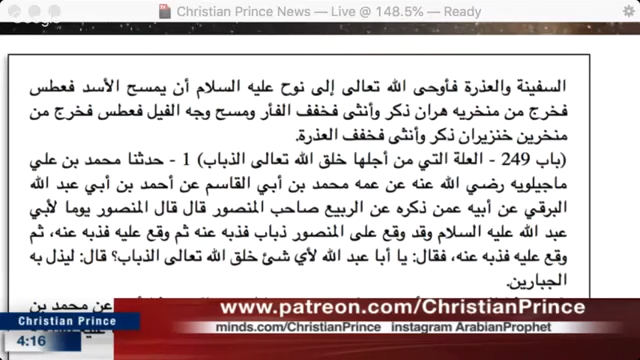 Christian Prince News — Live @ 148.5% — Ready
السفينة والعذرة فأوحى الله تعالى إلى نوح عليه السلام أن يمسح الأسد فعطس
فخرج من منخريه هران ذكر وأنثى فخفف الفأر ومسح وجه الفيل فعطس فخرج من
منخرين خنزيران ذكر وأنثى فخفف العذرة.
(باب 249 - العلة التي من أجلها خلق الله تعالى الذباب) 1 - حدثنا محمد بن علي
ماجيلويه رضي الله عنه عن عمه محمد بن أبي القاسم عن أحمد بن أبي عبد الله
البرقي عن أبيه عمن ذكره عن الربيع صاحب المنصور قال قال المنصور يوما لأبي
عبد الله عليه السلام وقد وقع على المنصور ذباب فذبه عنه ثم وقع عليه فذبه عنه، ثم
وقع عليه فذبه عنه، فقال: يا أبا عبد الله لأي شئ خلق الله تعالى الذباب؟ قال: ليذل به
الجبارين.
عن محمد بن
www.patreon.com/ChristianPrince
Christian Prince
minds.com/ChristianPrince instagram ArabianProphet
4:16